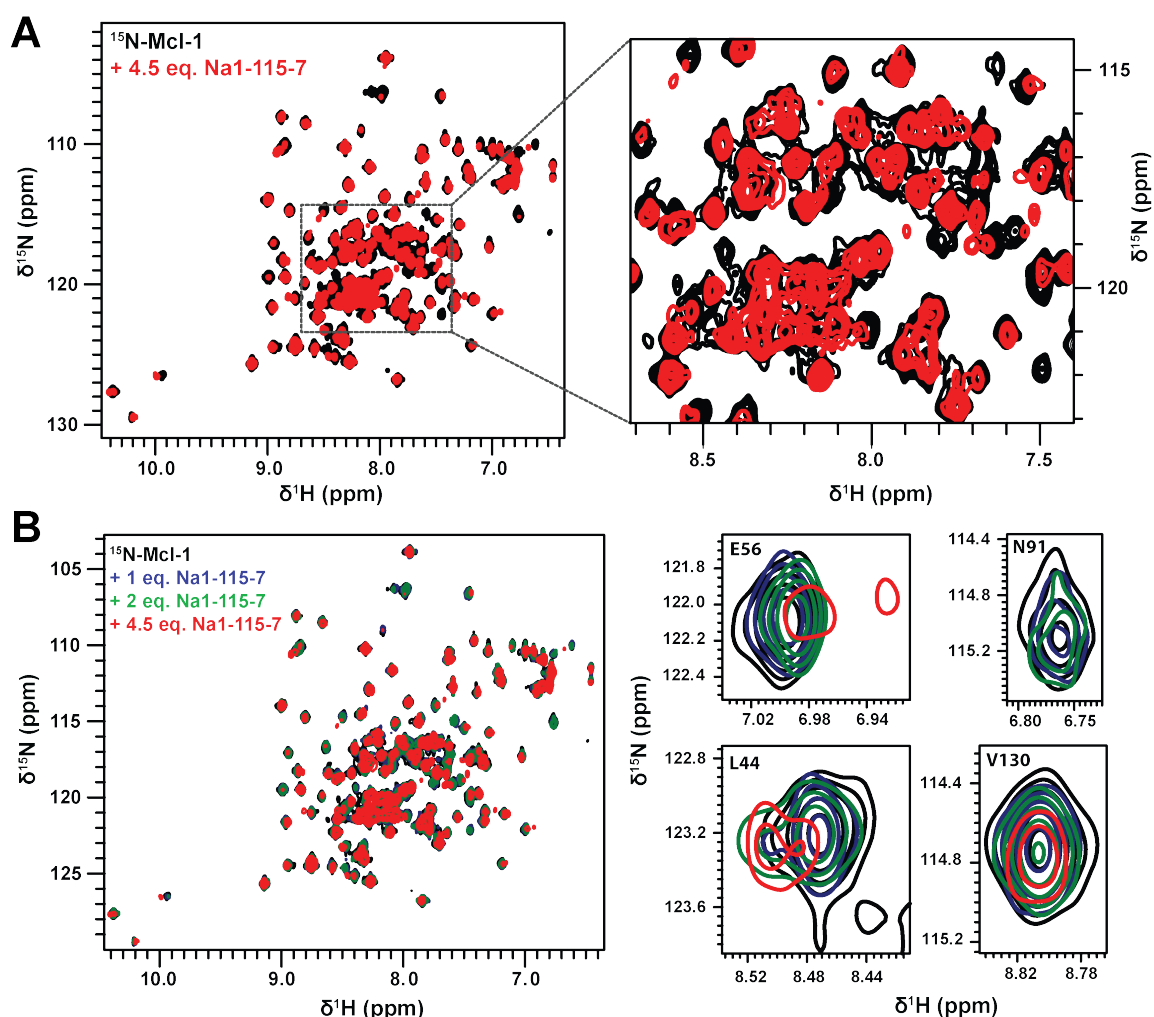 A
¹⁵N-Mcl-1
+ 4.5 eq. Na1-115-7
110
120
130
δ¹⁵N (ppm)
10.0 9.0 8.0 7.0
δ¹H (ppm)
115
120
δ¹⁵N (ppm)
8.5 8.0 7.5
δ¹H (ppm)
B
¹⁵N-Mcl-1
+ 1 eq. Na1-115-7
+ 2 eq. Na1-115-7
+ 4.5 eq. Na1-115-7
105
110
115
120
125
δ¹⁵N (ppm)
10.0 9.0 8.0 7.0
δ¹H (ppm)
E56
121.8
122.0
122.2
122.4
7.02 6.98 6.94
N91
114.4
114.8
115.2
6.80 6.75
δ¹⁵N (ppm)
L44
122.8
123.2
123.6
8.52 8.48 8.44
V130
114.4
114.8
115.2
8.82 8.78
δ¹H (ppm)